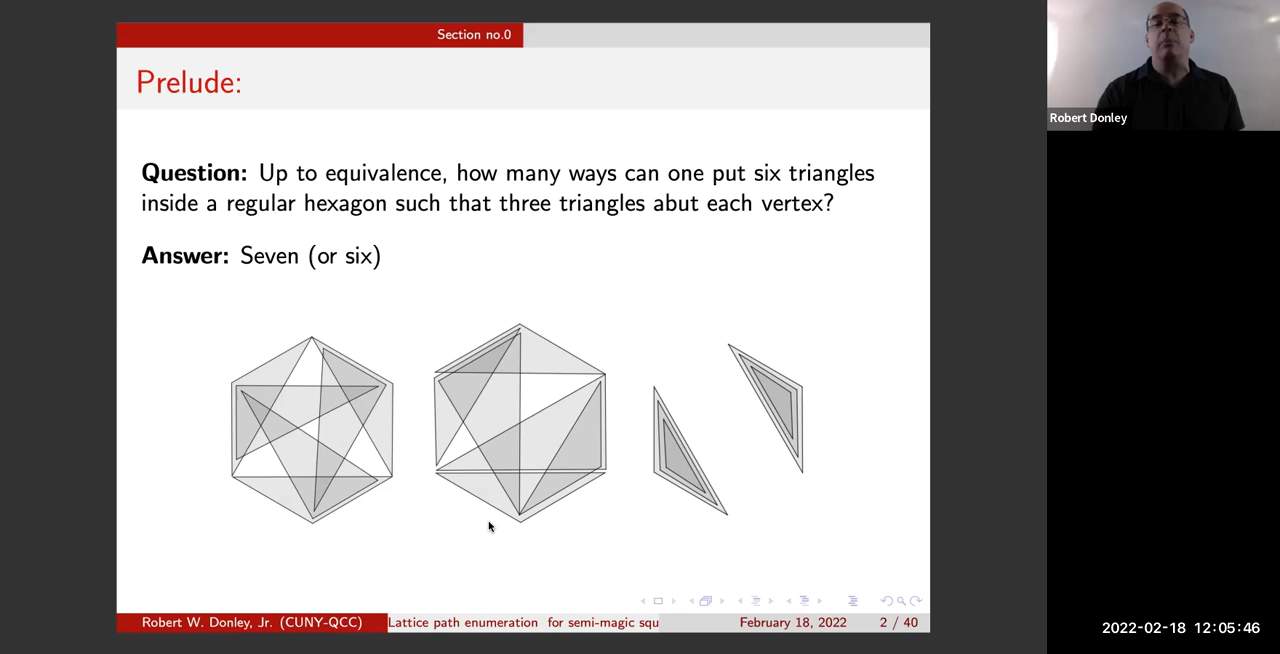 Section no.0
Prelude:
Question: Up to equivalence, how many ways can one put six triangles
inside a regular hexagon such that three triangles abut each vertex?
Answer: Seven (or six)
Robert W. Donley, Jr. (CUNY-QCC)
Lattice path enumeration for semi-magic squ
February 18, 2022
2 / 40
Robert Donley
2022-02-18 12:05:46